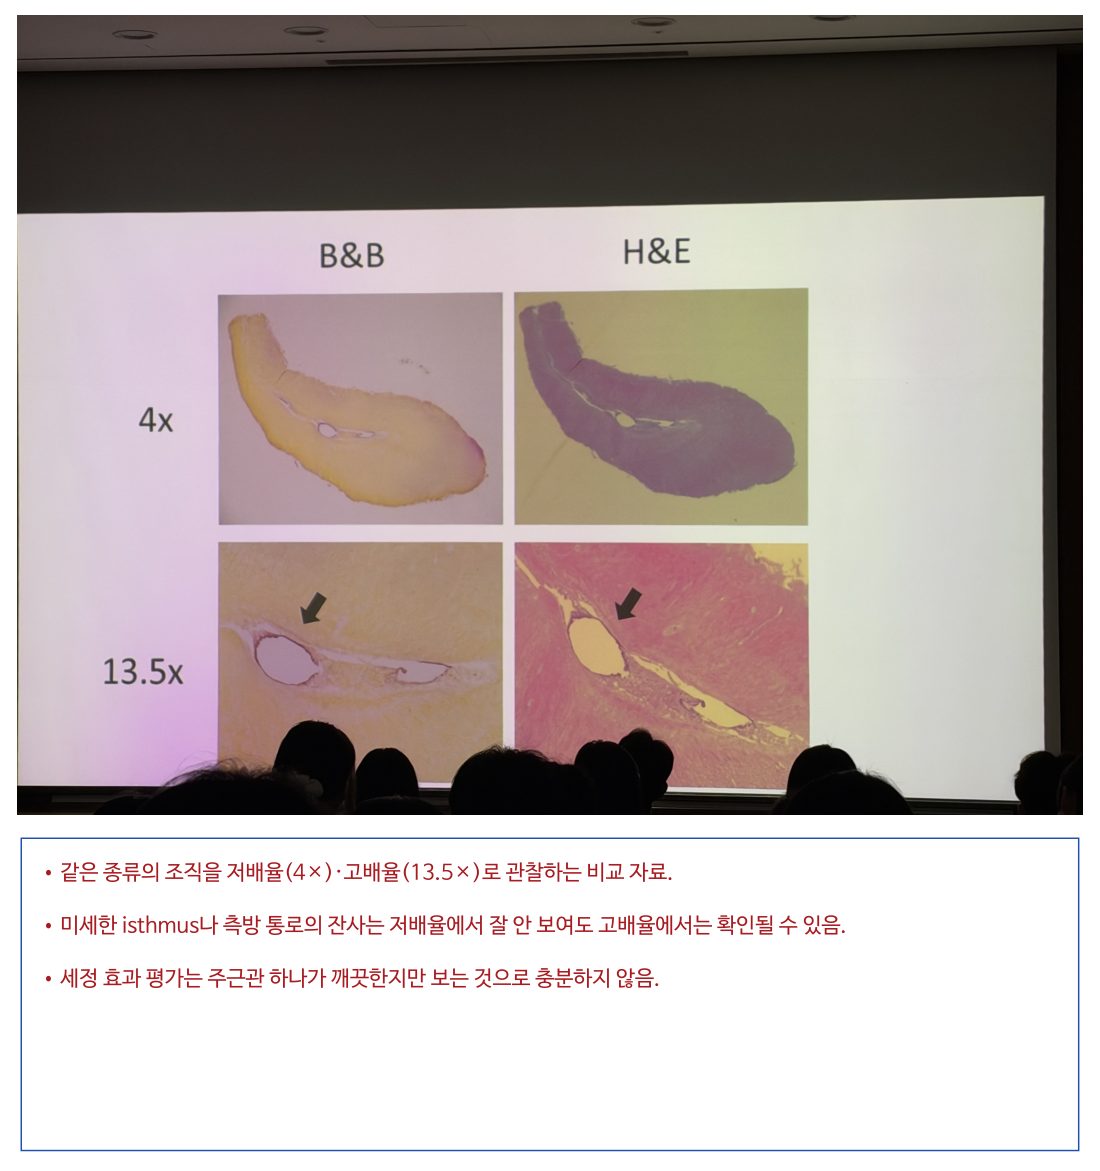 B&B
H&E
4x
13.5x
• 같은 종류의 조직을 저배율(4×)·고배율(13.5×)로 관찰하는 비교 자료.
• 미세한 isthmus나 측방 통로의 잔사는 저배율에서 잘 안 보여도 고배율에서는 확인될 수 있음.
• 세정 효과 평가는 주근관 하나가 깨끗한지만 보는 것으로 충분하지 않음.